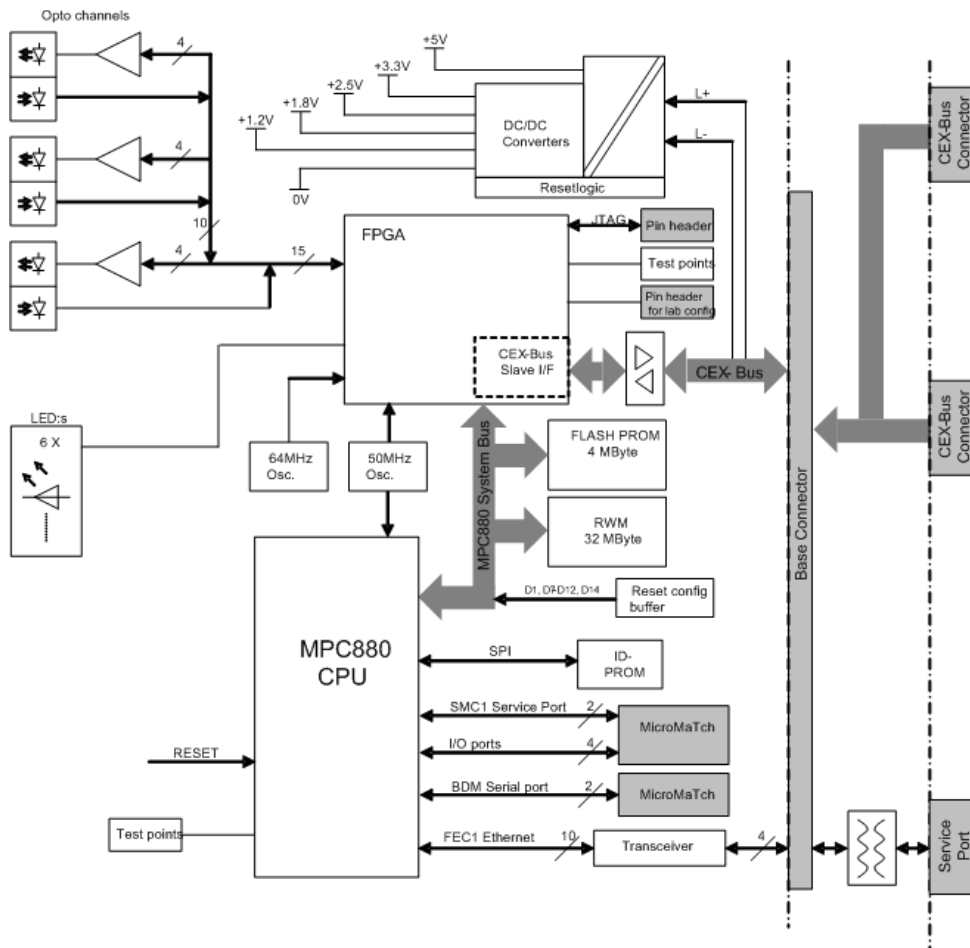 Opto channels
4
4
10
4
15
+5V
+3.3V
+2.5V
+1.8V
+1.2V
0V
DC/DC
Converters
Resetlogic
L+
L-
CEX-Bus
Connector
FPGA
JTAG
Pin header
Test points
Pin header
for lab config
CEX-Bus
Slave I/F
CEX- Bus
CEX-Bus
Connector
LED:s
6 X
64MHz
Osc.
50MHz
Osc.
MPC880 System Bus
FLASH PROM
4 MByte
RWM
32 MByte
Base Connector
D1, D7-D12, D14
Reset config
buffer
MPC880
CPU
SPI
ID-
PROM
SMC1 Service Port
2
MicroMaTch
I/O ports
4
RESET
BDM Serial port
2
MicroMaTch
Test points
FEC1 Ethernet
10
Transceiver
4
Service
Port